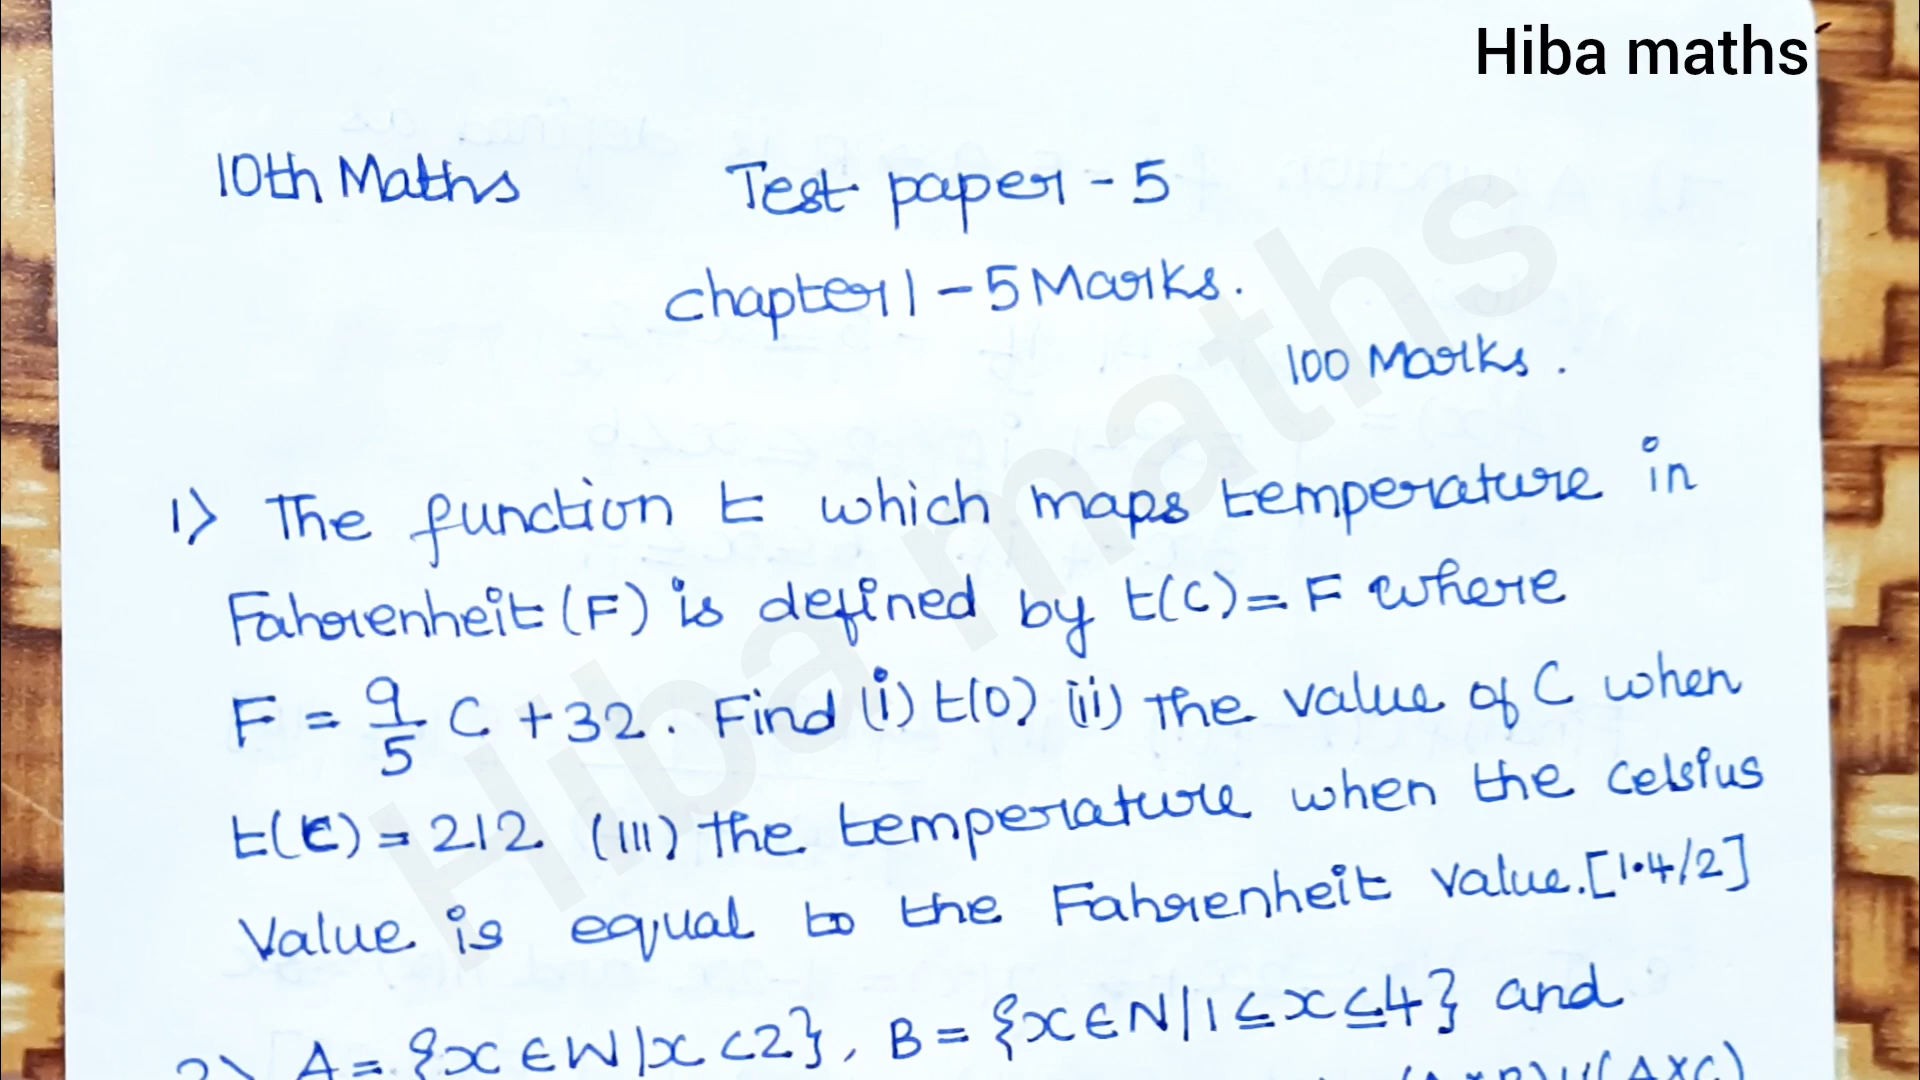 Hiba maths
10th Maths Test paper - 5
Chapter 1 - 5 Marks.
100 Marks.
1) The function t which maps temperature in
Fahrenheit (F) is defined by t(C) = F where
F = 9/5 C + 32. Find (i) t(0) (ii) The value of C when
t(C) = 212 (iii) the temperature when the celsius
Value is equal to the Fahrenheit value. [1.4/2]
2) A = {x ∈ W | x < 2}, B = {x ∈ N | 1 ≤ x ≤ 4} and
(A×B) ∪ (A×C)
Hiba maths